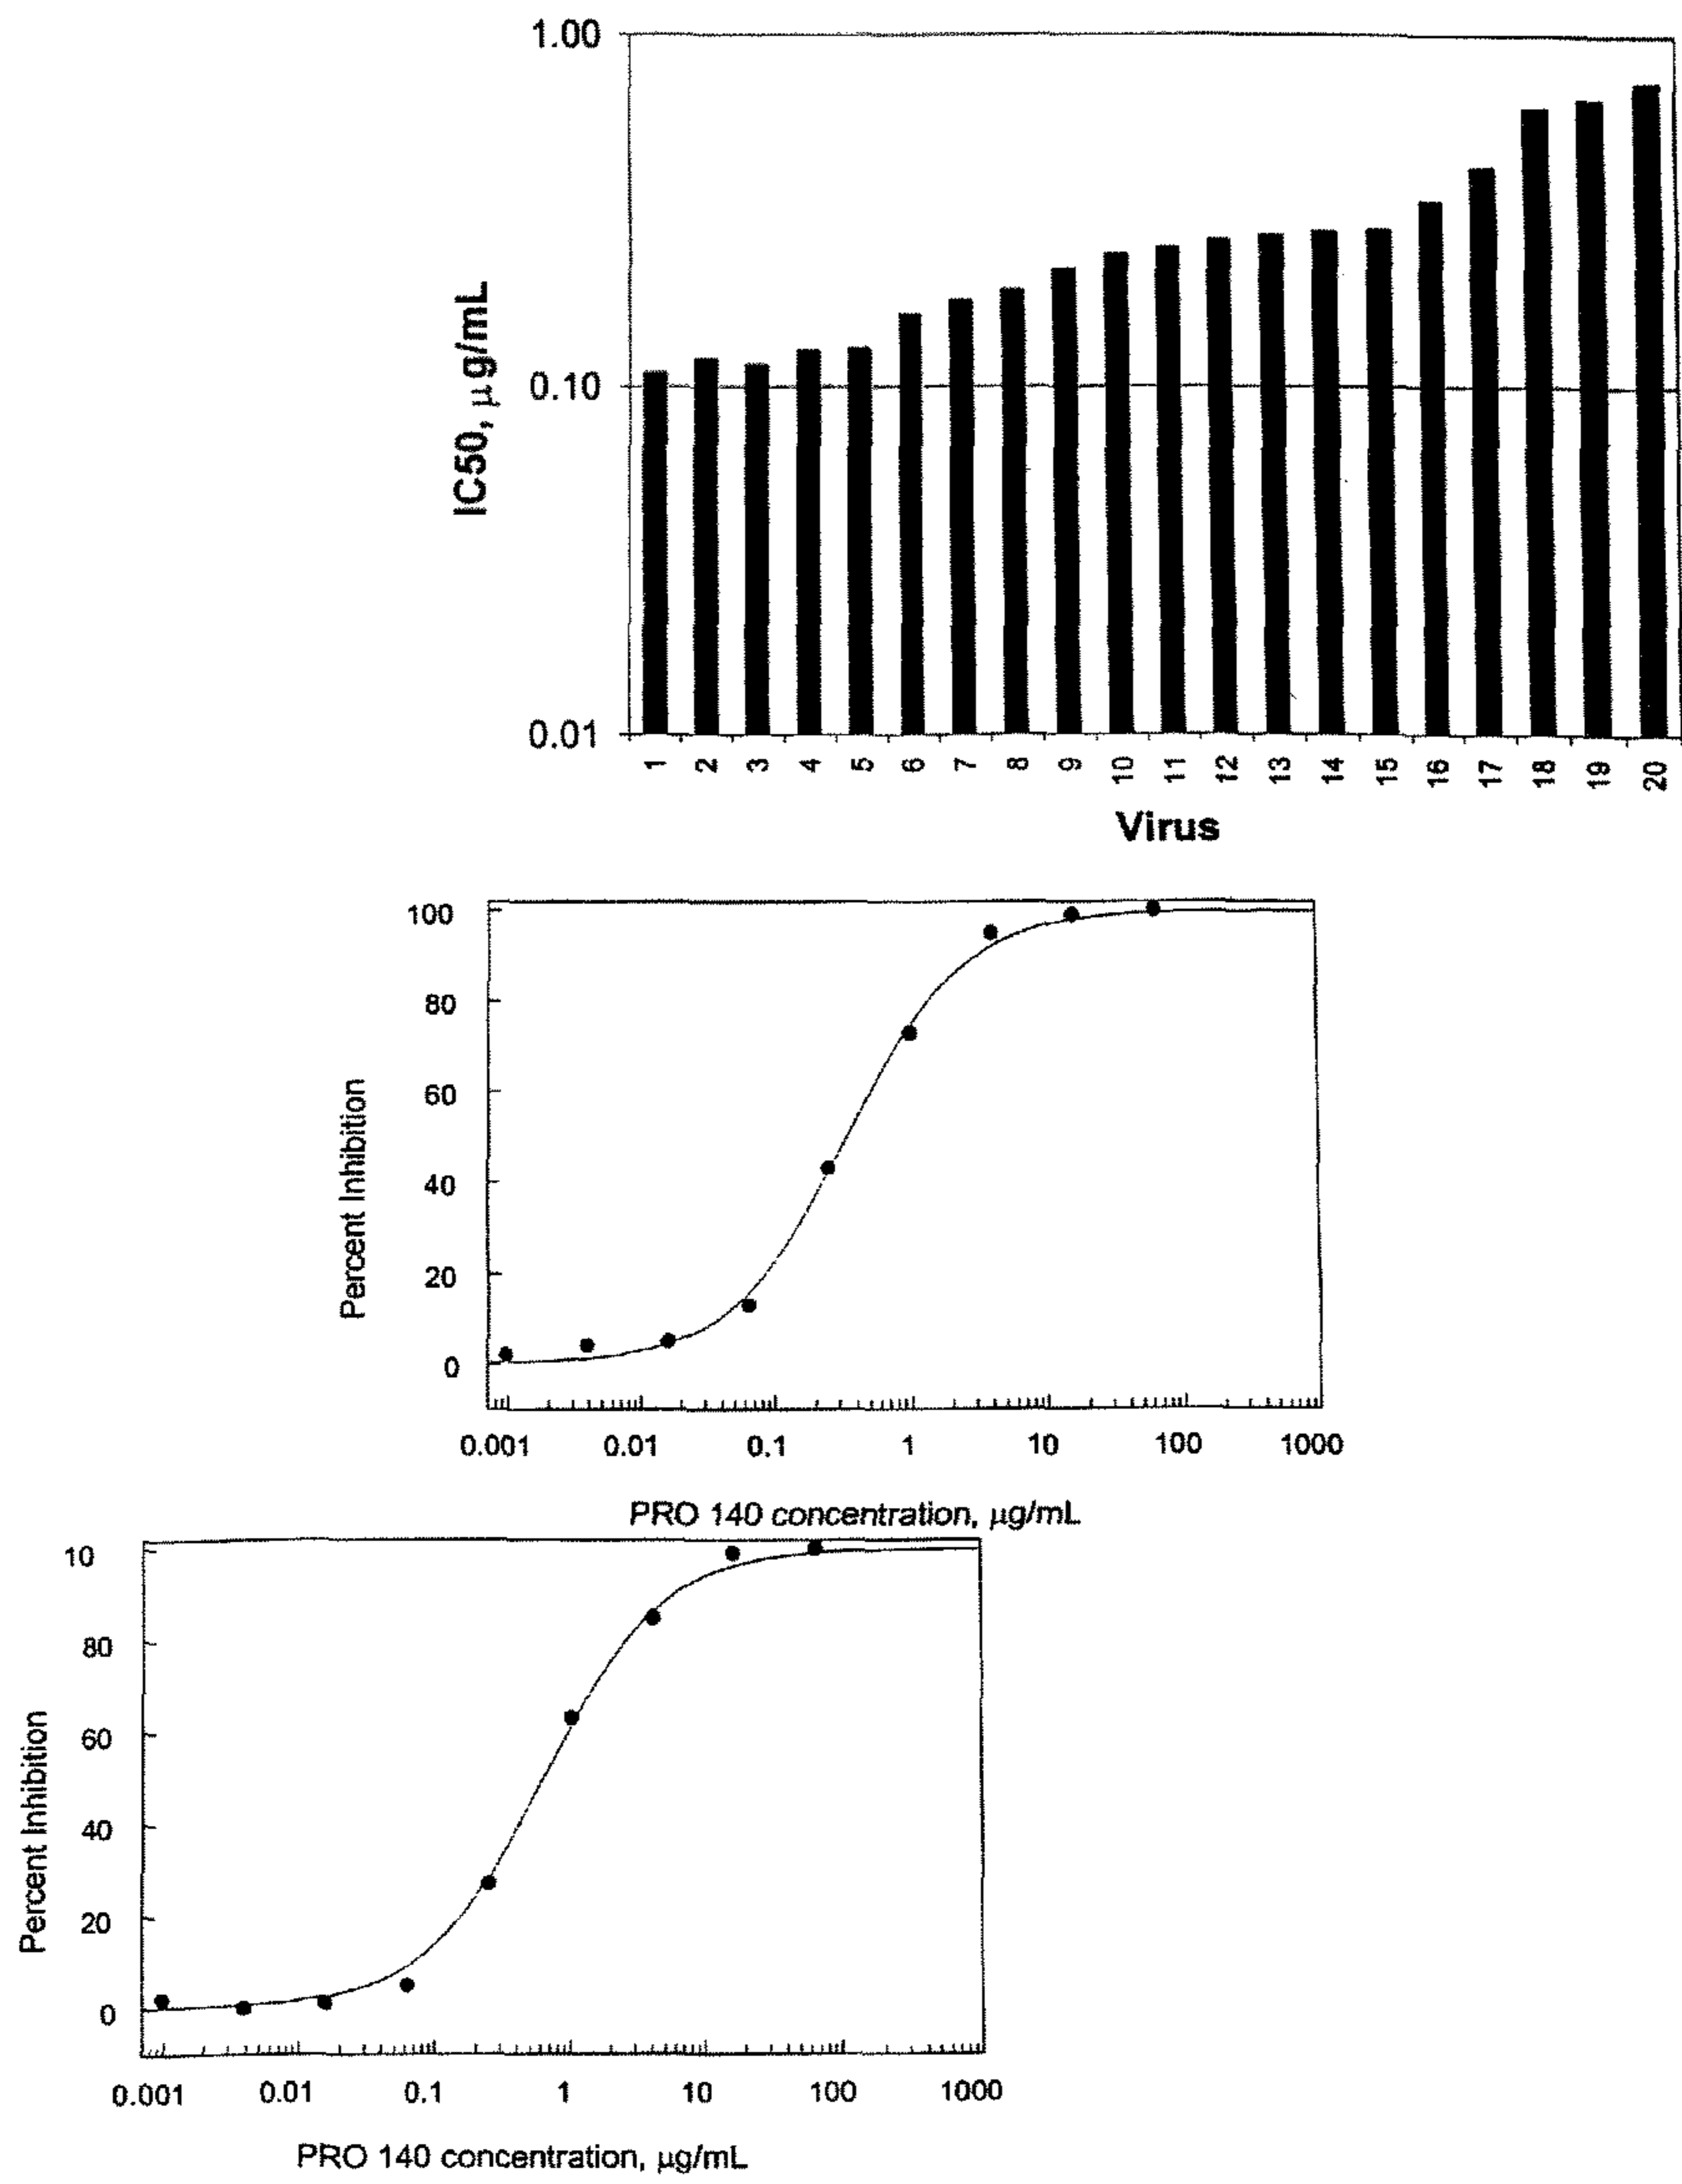 1.00
0.10
0.01
IC50, μg/mL
1 2 3 4 5 6 7 8 9 10 11 12 13 14 15 16 17 18 19 20
Virus
100
80
60
40
20
0
Percent Inhibition
0.001 0.01 0.1 1 10 100 1000
PRO 140 concentration, μg/mL
10
80
60
40
20
0
Percent Inhibition
0.001 0.01 0.1 1 10 100 1000
PRO 140 concentration, μg/mL